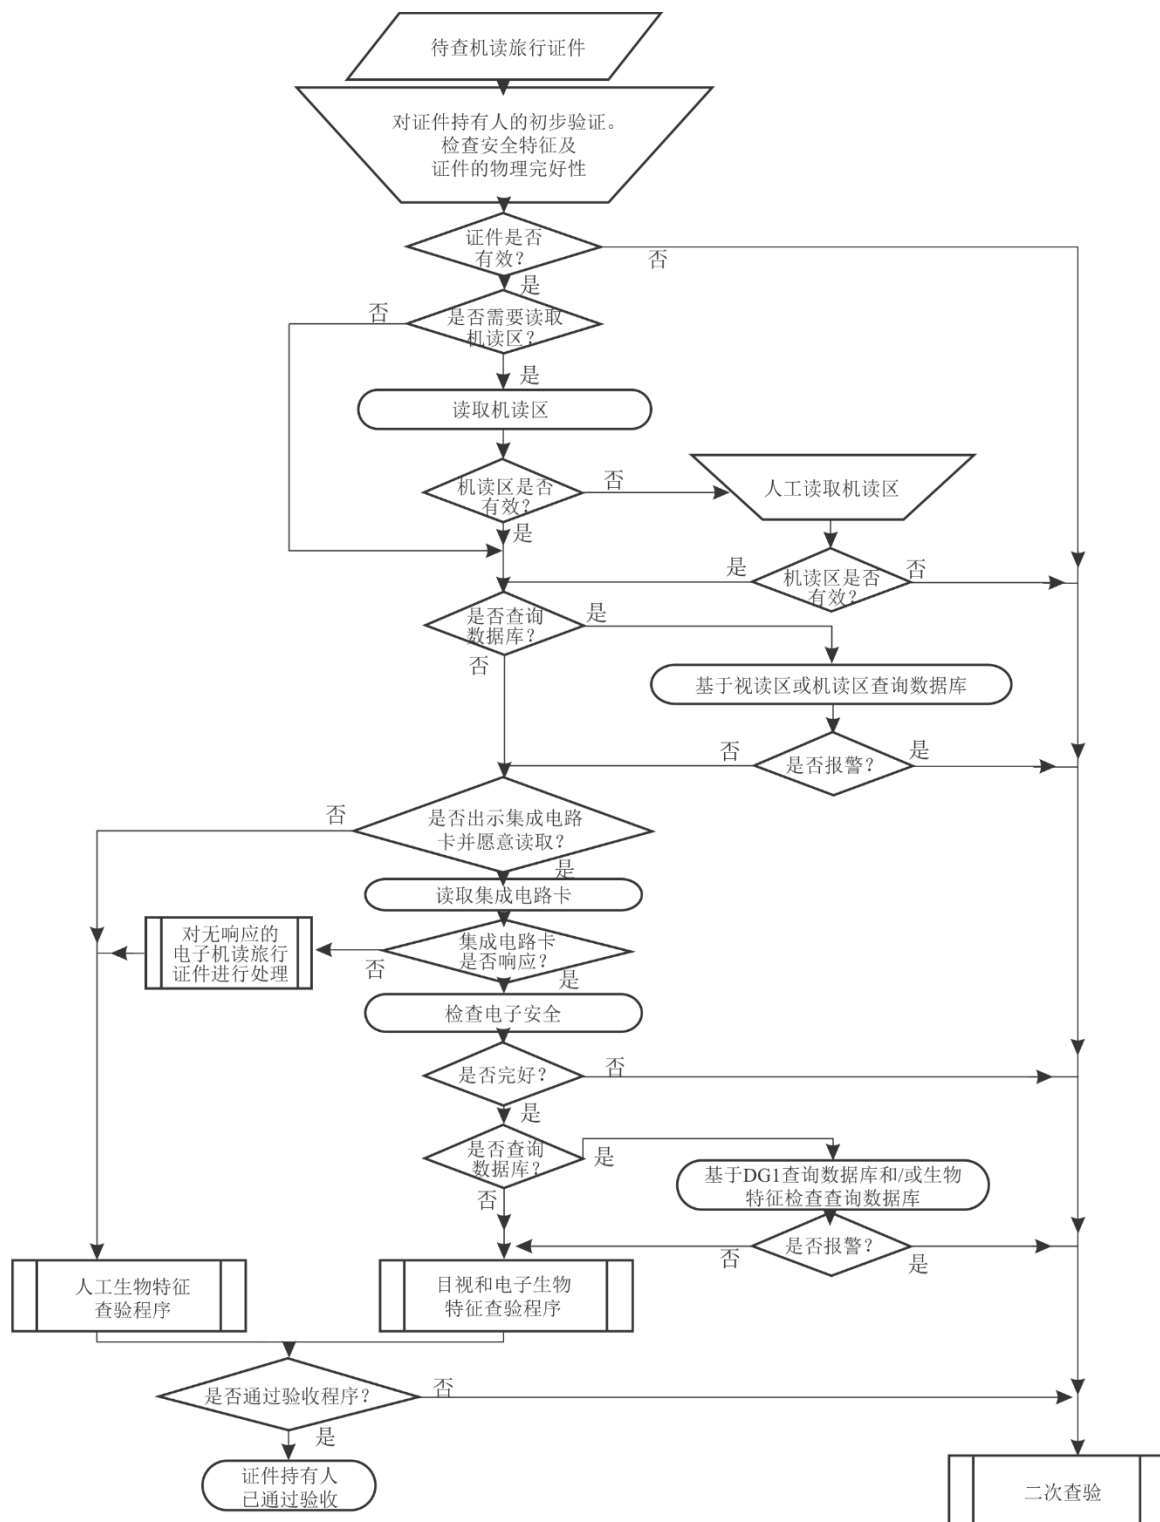 待查机读旅行证件
对证件持有人的初步验证。
检查安全特征及
证件的物理完好性
证件是否
有效?
否
是
否
是否需要读取
机读区?
是
读取机读区
机读区是否
有效?
否
人工读取机读区
是
是
机读区是否
有效?
否
是否查询
数据库?
是
否
基于视读区或机读区查询数据库
否
是否报警?
是
否
是否出示集成电路
卡并愿意读取?
是
读取集成电路卡
对无响应的
电子机读旅行
证件进行处理
否
集成电路卡
是否响应?
是
检查电子安全
是否完好?
否
是
是否查询
数据库?
是
否
基于DG1查询数据库和/或生物
特征检查查询数据库
否
是否报警?
是
人工生物特征
查验程序
目视和电子生物
特征查验程序
是否通过验收程序?
否
是
证件持有人
已通过验收
二次查验